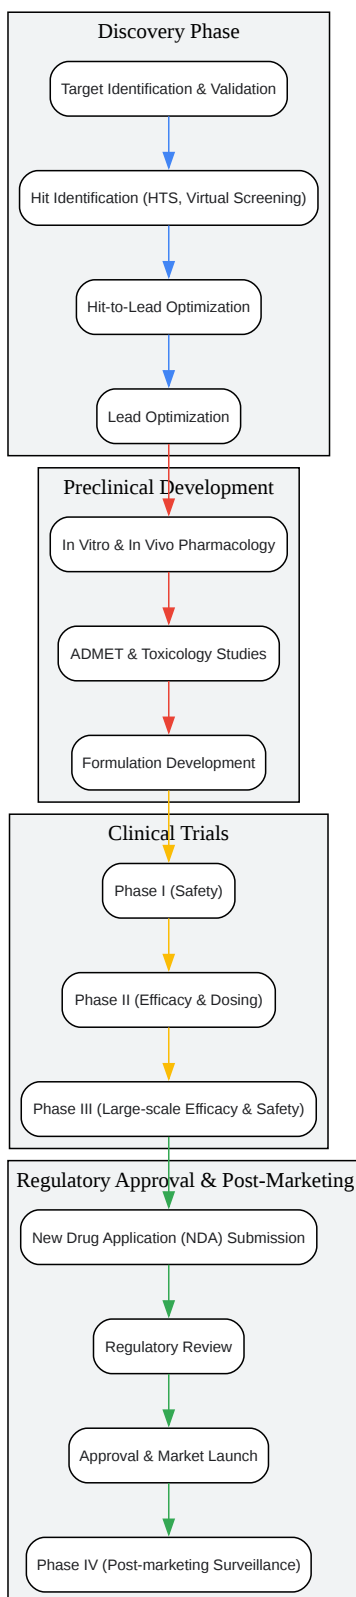 Discovery Phase
Target Identification & Validation
Hit Identification (HTS, Virtual Screening)
Hit-to-Lead Optimization
Lead Optimization
Preclinical Development
In Vitro & In Vivo Pharmacology
ADMET & Toxicology Studies
Formulation Development
Clinical Trials
Phase I (Safety)
Phase II (Efficacy & Dosing)
Phase III (Large-scale Efficacy & Safety)
Regulatory Approval & Post-Marketing
New Drug Application (NDA) Submission
Regulatory Review
Approval & Market Launch
Phase IV (Post-marketing Surveillance)